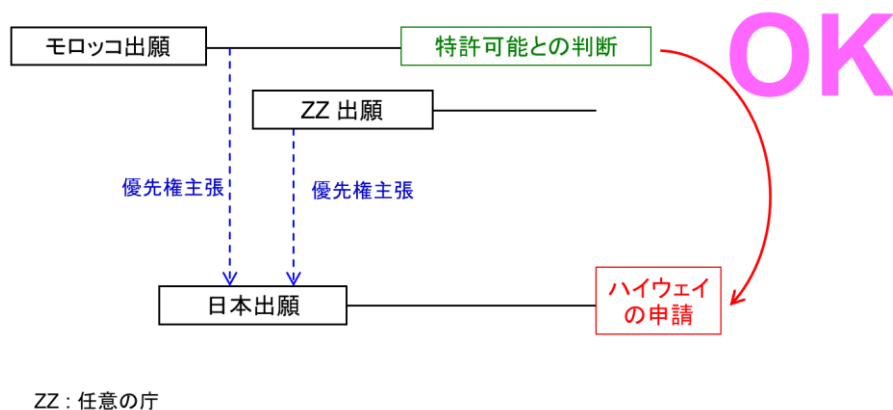 OK
モロッコ出願
特許可能との判断
ZZ 出願
優先権主張
優先権主張
日本出願
ハイウェイ
の申請
ZZ : 任意の庁